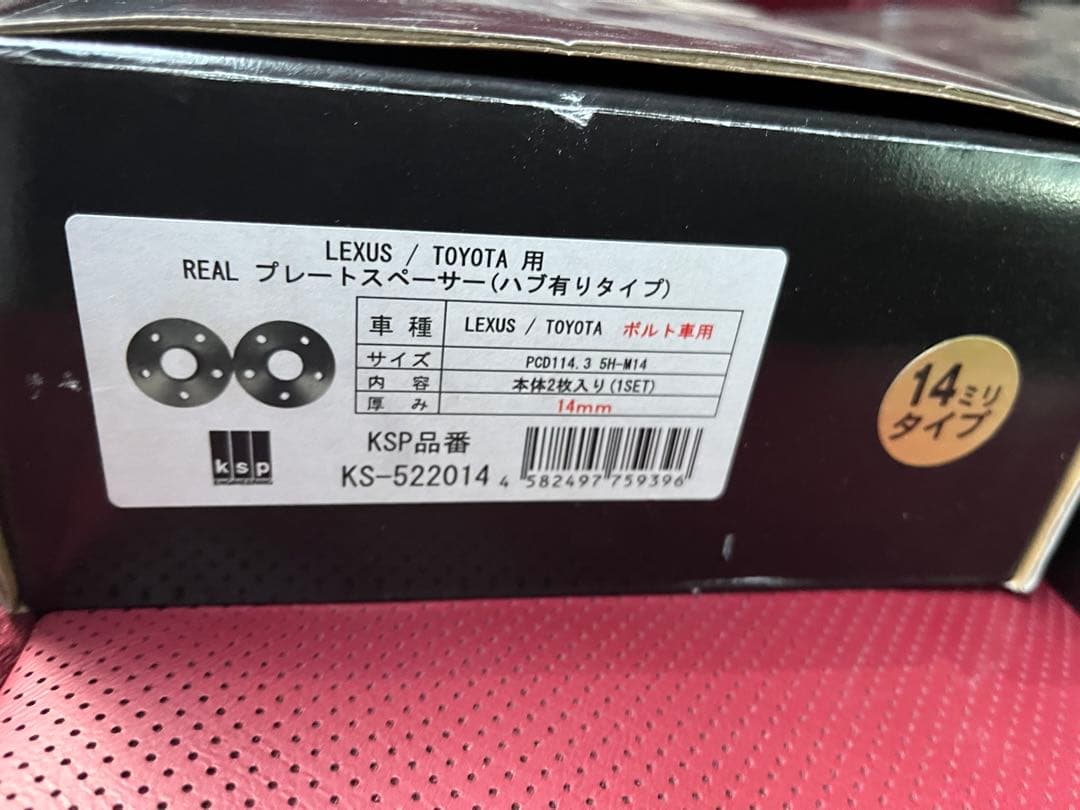 LEXUS / TOYOTA 用
REAL プレートスペーサー(ハブ有りタイプ)
車種 LEXUS / TOYOTA ボルト車用
サイズ PCD114.3 5H-M14
内容 本体2枚入り(1SET)
厚み 14mm
ksp
KSP品番
KS-522014
4 582497 759396
14ミリ
タイプ